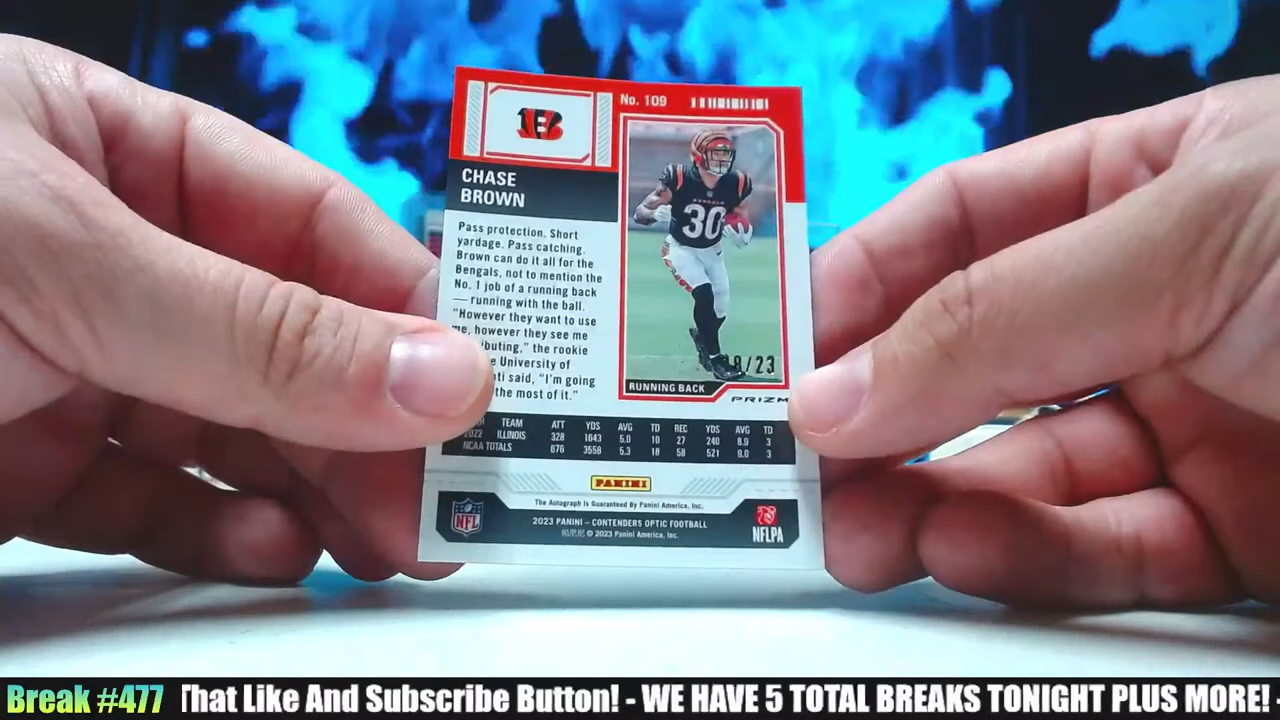 No. 109
CHASE
BROWN
Pass protection. Short
yardage. Pass catching.
Brown can do it all for the
Bengals, not to mention the
No. 1 job of a running back
— running with the ball.
"However they want to use
me, however they see me
University of
said, "I'm going
the most of it."
BENGALS
30
/23
RUNNING BACK
PRIZM
TEAM ATT YDS AVG TD REC YDS AVG TD
2022 ILLINOIS 328 1643 5.0 10 27 240 8.9 3
NCAA TOTALS 676 3558 5.3 18 58 521 9.0 3
PANINI
The Autograph is Guaranteed By Panini America, Inc.
NFL
2023 PANINI – CONTENDERS OPTIC FOOTBALL
帕尼尼 © 2023 Panini America, Inc.
NFLPA
Break #477 That Like And Subscribe Button! - WE HAVE 5 TOTAL BREAKS TONIGHT PLUS MORE!